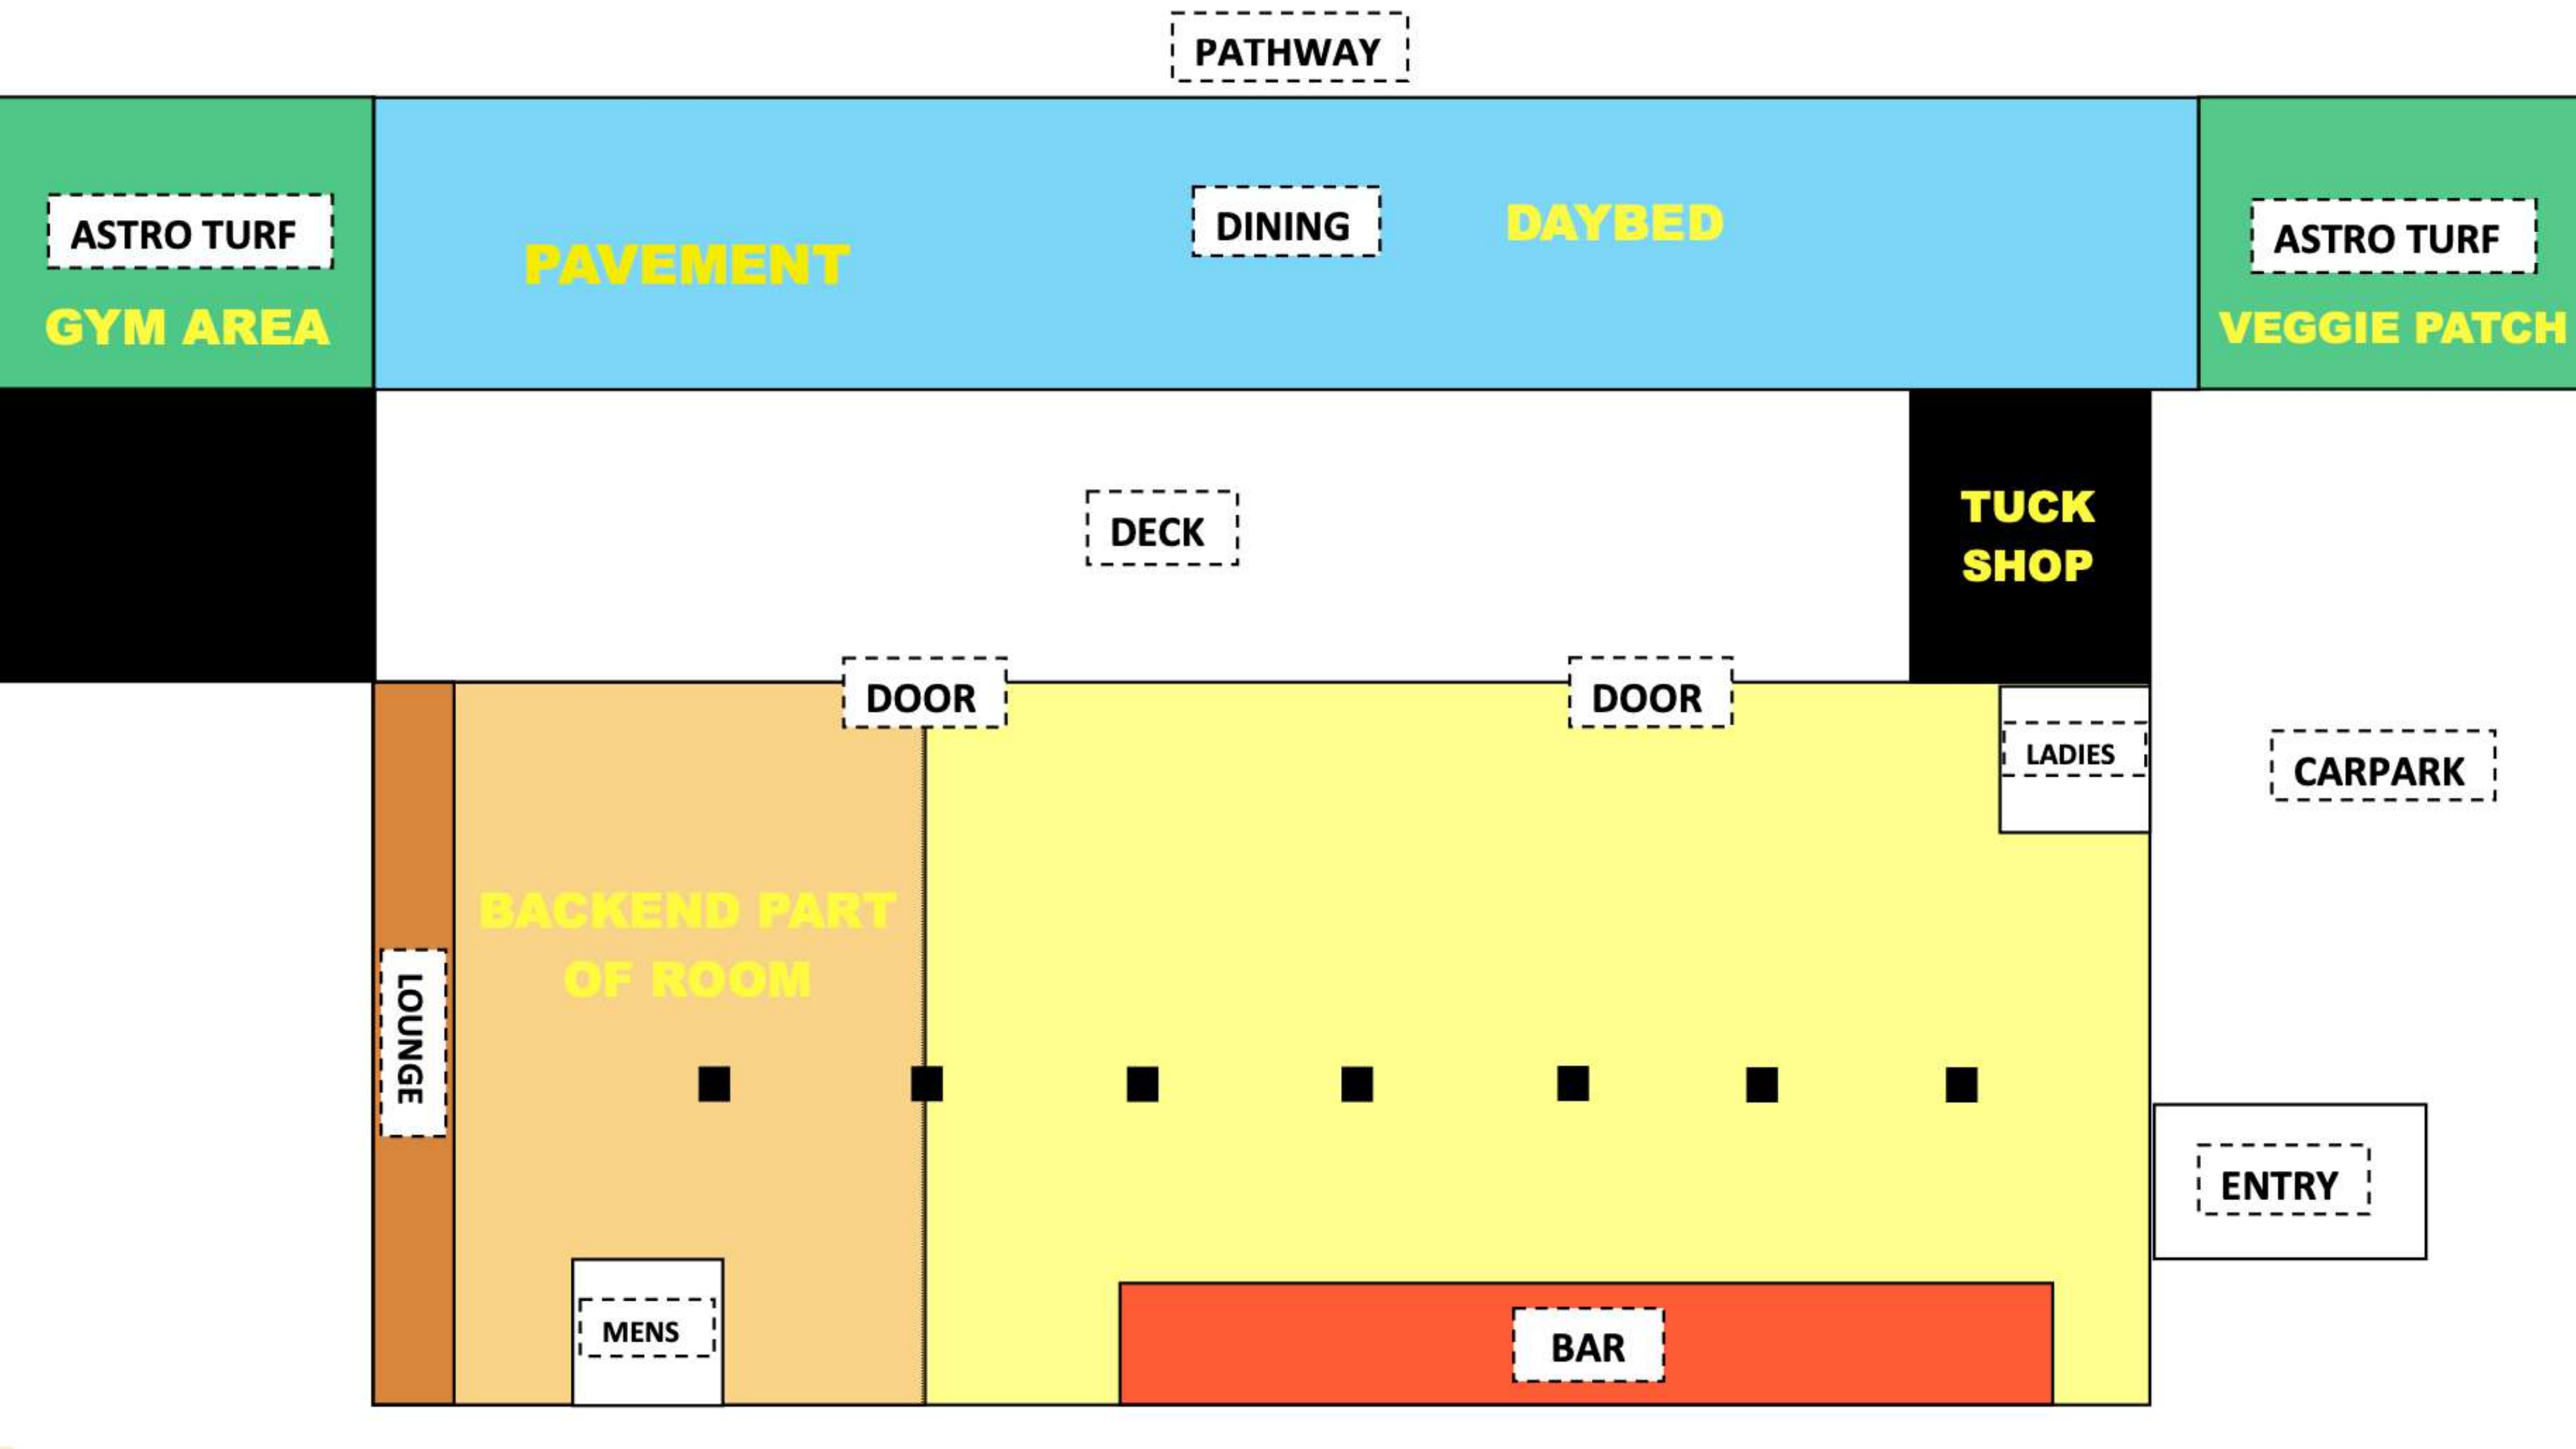 PATHWAY
ASTRO TURF
GYM AREA
PAVEMENT
DINING
DAYBED
ASTRO TURF
VEGGIE PATCH
DECK
TUCK
SHOP
DOOR
DOOR
LADIES
CARPARK
BACKEND PART
OF ROOM
LOUNGE
ENTRY
MENS
BAR